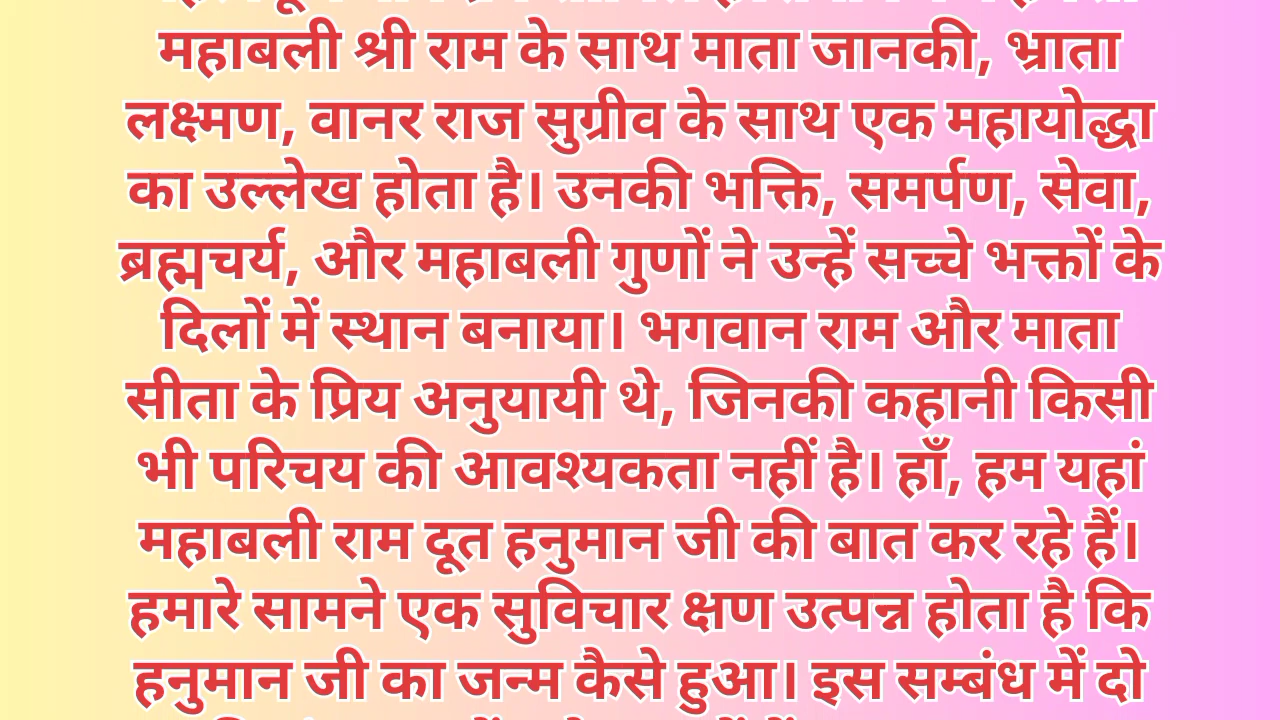 महाबली श्री राम के साथ माता जानकी, भ्राता
लक्ष्मण, वानर राज सुग्रीव के साथ एक महायोद्धा
का उल्लेख होता है। उनकी भक्ति, समर्पण, सेवा,
ब्रह्मचर्य, और महाबली गुणों ने उन्हें सच्चे भक्तों के
दिलों में स्थान बनाया। भगवान राम और माता
सीता के प्रिय अनुयायी थे, जिनकी कहानी किसी
भी परिचय की आवश्यकता नहीं है। हाँ, हम यहां
महाबली राम दूत हनुमान जी की बात कर रहे हैं।
हमारे सामने एक सुविचार क्षण उत्पन्न होता है कि
हनुमान जी का जन्म कैसे हुआ। इस सम्बंध में दो